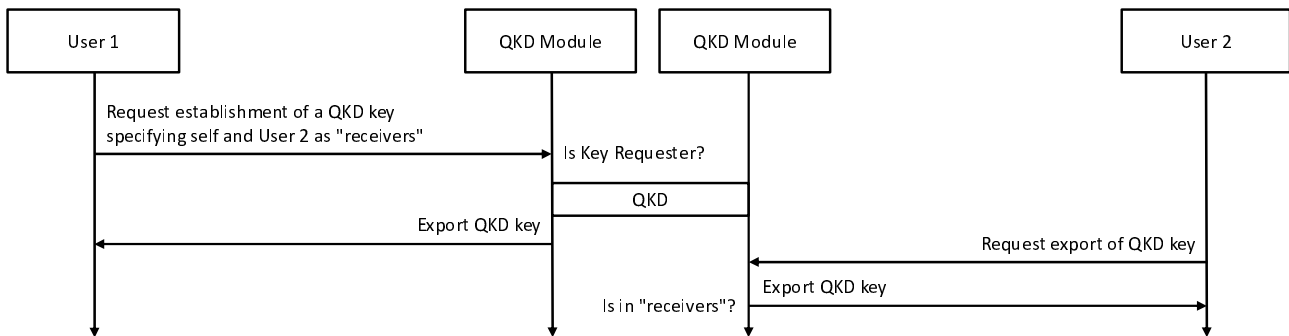 User 1
QKD Module
QKD Module
User 2
Request establishment of a QKD key
specifying self and User 2 as "receivers"
Is Key Requester?
QKD
Export QKD key
Request export of QKD key
Export QKD key
Is in "receivers"?